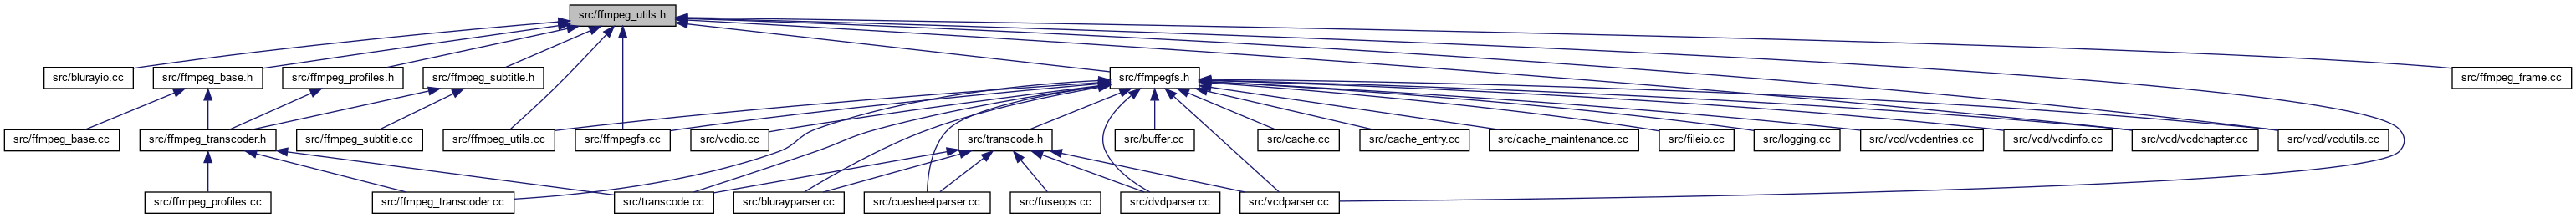 src/ffmpeg_utils.h
src/blurayio.cc
src/ffmpeg_base.h
src/ffmpeg_profiles.h
src/ffmpeg_subtitle.h
src/ffmpegfs.h
src/ffmpeg_frame.cc
src/ffmpeg_base.cc
src/ffmpeg_transcoder.h
src/ffmpeg_subtitle.cc
src/ffmpeg_utils.cc
src/ffmpegfs.cc
src/vcdio.cc
src/transcode.h
src/buffer.cc
src/cache.cc
src/cache_entry.cc
src/cache_maintenance.cc
src/fileio.cc
src/logging.cc
src/vcd/vcdentries.cc
src/vcd/vcdinfo.cc
src/vcd/vcdchapter.cc
src/vcd/vcdutils.cc
src/ffmpeg_profiles.cc
src/ffmpeg_transcoder.cc
src/transcode.cc
src/blurayparser.cc
src/cuesheetparser.cc
src/fuseops.cc
src/dvdparser.cc
src/vcdparser.cc